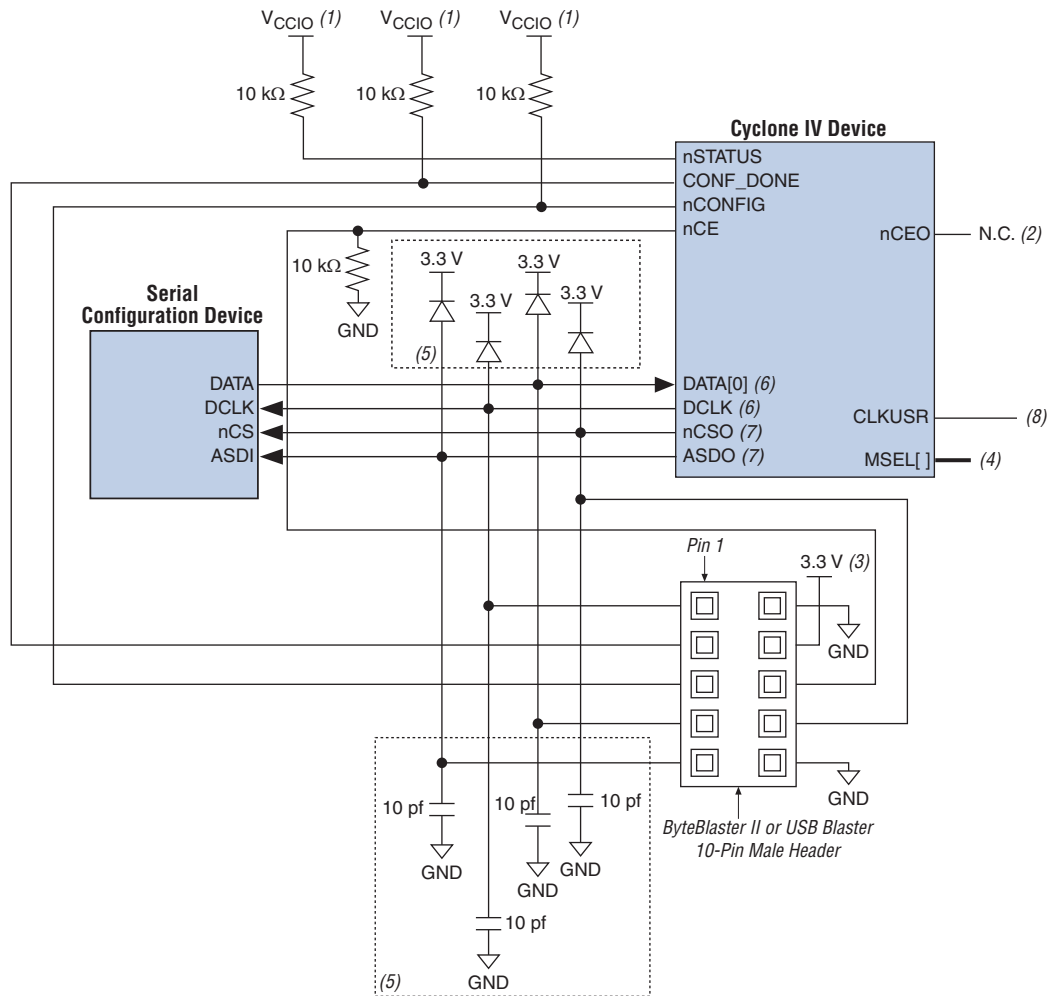 VCCIO (1) VCCIO (1) VCCIO (1)
10 kΩ 10 kΩ 10 kΩ
Cyclone IV Device
nSTATUS
CONF_DONE
nCONFIG
nCE
nCEO N.C. (2)
10 kΩ
GND
3.3 V 3.3 V
3.3 V 3.3 V
(5)
Serial
Configuration Device
DATA
DCLK
nCS
ASDI
DATA[0] (6)
DCLK (6)
nCSO (7)
ASDO (7)
CLKUSR (8)
MSEL[ ] (4)
Pin 1
3.3 V (3)
GND
GND
10 pf 10 pf 10 pf
GND GND GND
10 pf
GND
(5)
ByteBlaster II or USB Blaster
10-Pin Male Header